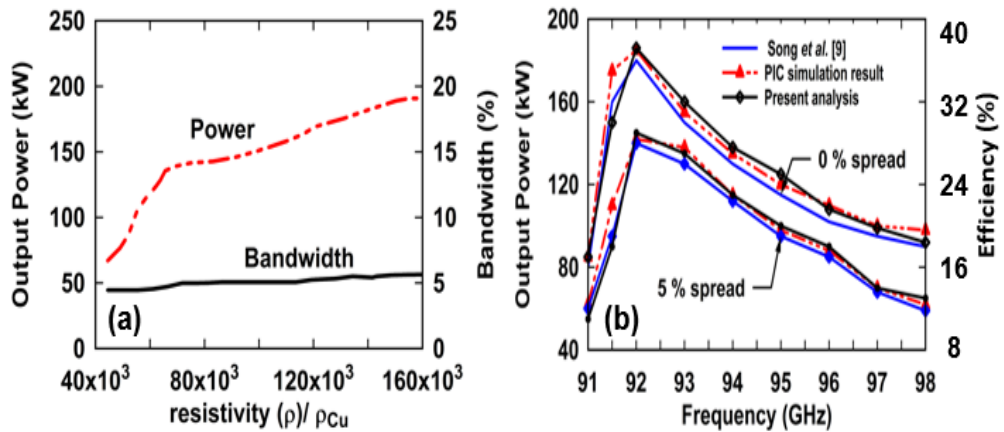 Output Power (kW)
250
200
150
100
50
0
Power
Bandwidth
(a)
25
20
15
10
5
0
Bandwidth (%)
40x10³
80x10³
120x10³
160x10³
resistivity (ρ)/ ρCu
Output Power (kW)
200
160
120
80
40
Song et al. [9]
PIC simulation result
Present analysis
0 % spread
5 % spread
(b)
40
32
24
16
8
Efficiency (%)
91 92 93 94 95 96 97 98
Frequency (GHz)